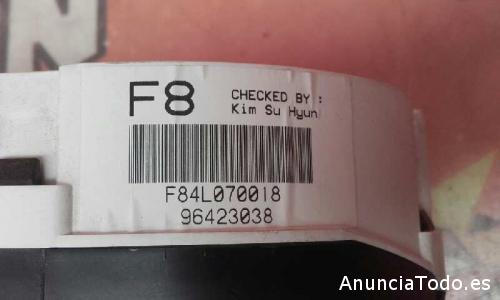 F8
CHECKED BY :
Kim Su Hyun
F84L070018
96423038
AnunciaTodo.es